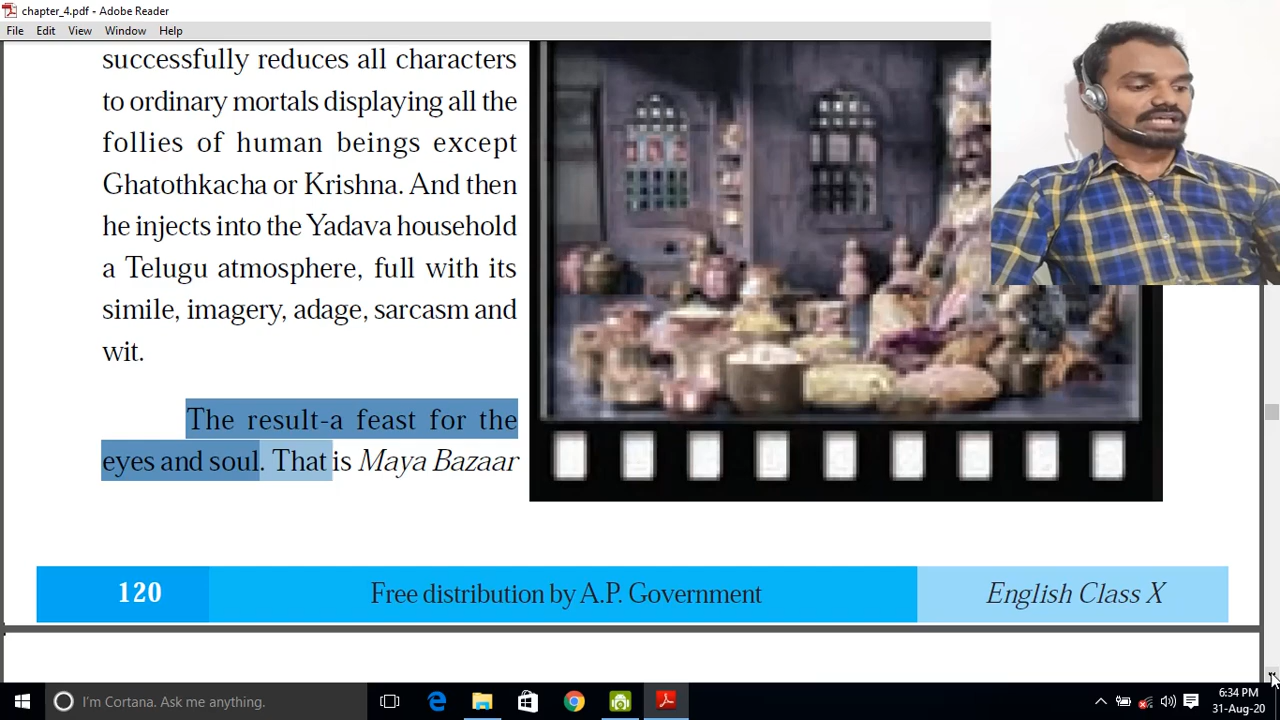 chapter_4.pdf - Adobe Reader
File Edit View Window Help
successfully reduces all characters
to ordinary mortals displaying all the
follies of human beings except
Ghatothkacha or Krishna. And then
he injects into the Yadava household
a Telugu atmosphere, full with its
simile, imagery, adage, sarcasm and
wit.
The result-a feast for the
eyes and soul. That is Maya Bazaar
120 Free distribution by A.P. Government English Class X
I'm Cortana. Ask me anything.
6:34 PM
31-Aug-20